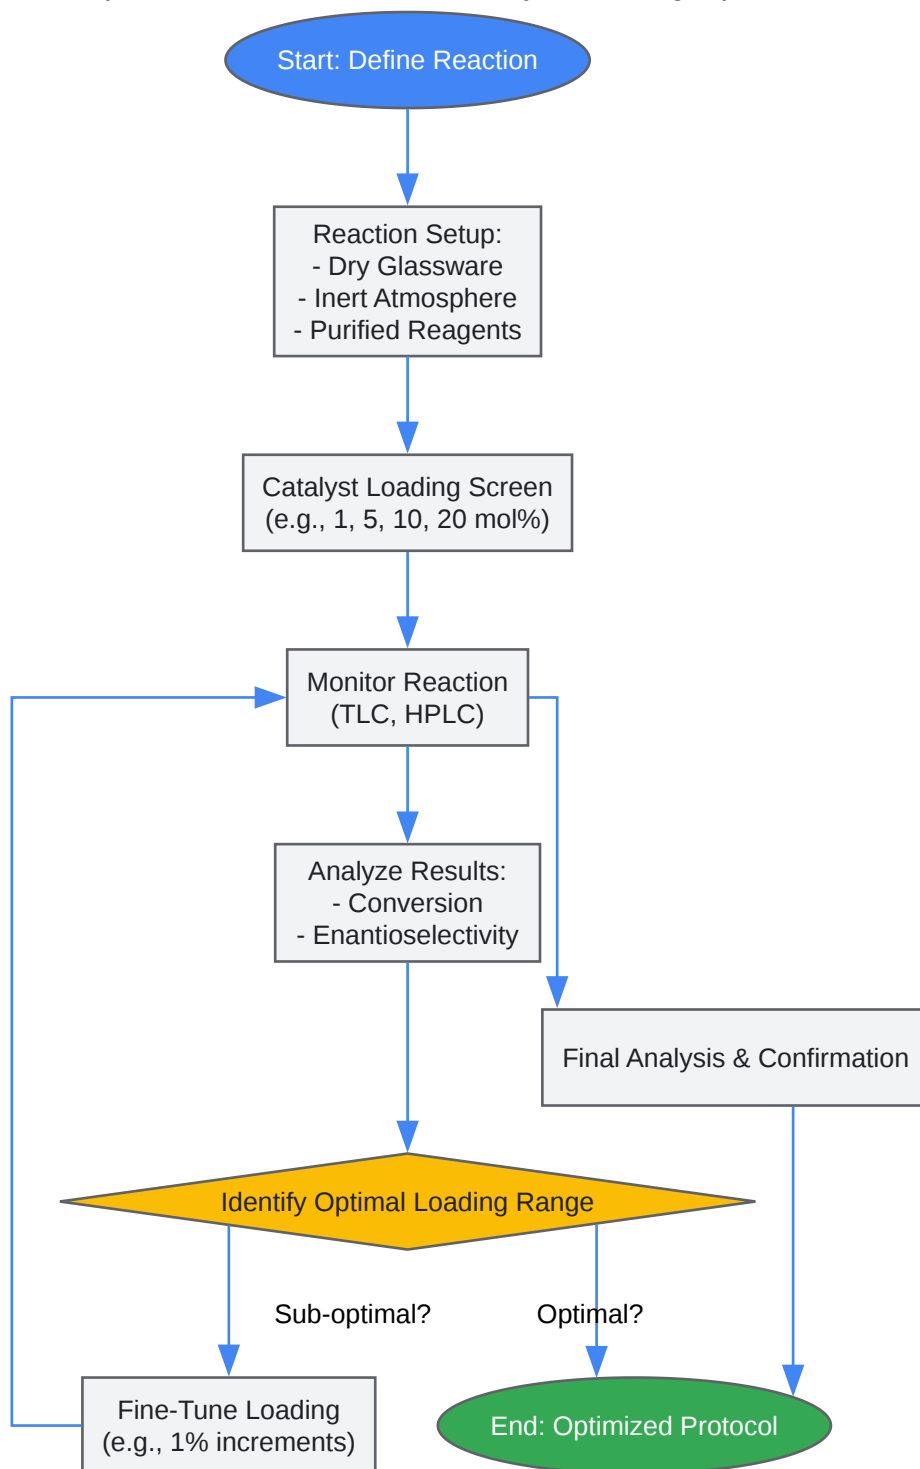 Start: Define Reaction
Reaction Setup:
- Dry Glassware
- Inert Atmosphere
- Purified Reagents
Catalyst Loading Screen
(e.g., 1, 5, 10, 20 mol%)
Monitor Reaction
(TLC, HPLC)
Analyze Results:
- Conversion
- Enantioselectivity
Final Analysis & Confirmation
Identify Optimal Loading Range
Sub-optimal?
Optimal?
Fine-Tune Loading
(e.g., 1% increments)
End: Optimized Protocol